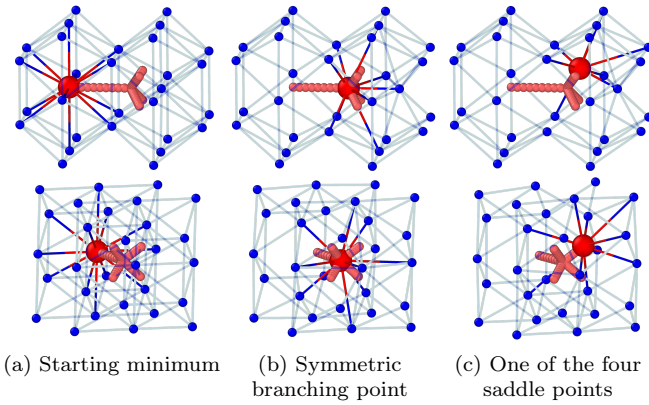 (a) Starting minimum
(b) Symmetric
branching point
(c) One of the four
saddle points